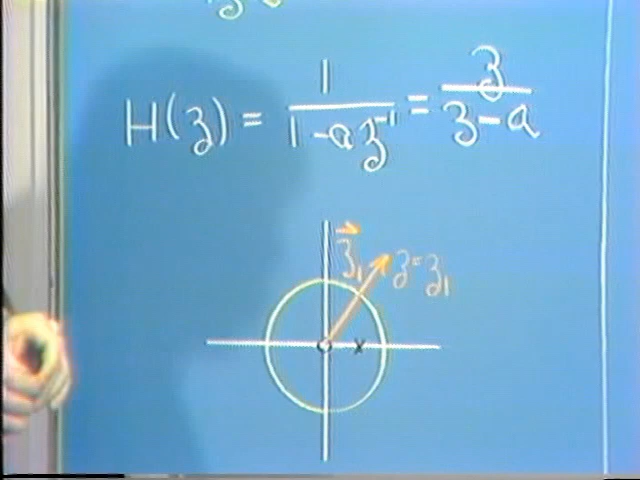 H(z) = 1 / (1 - az⁻¹) = z / (z - a)
z⃗₁ z = z₁
x